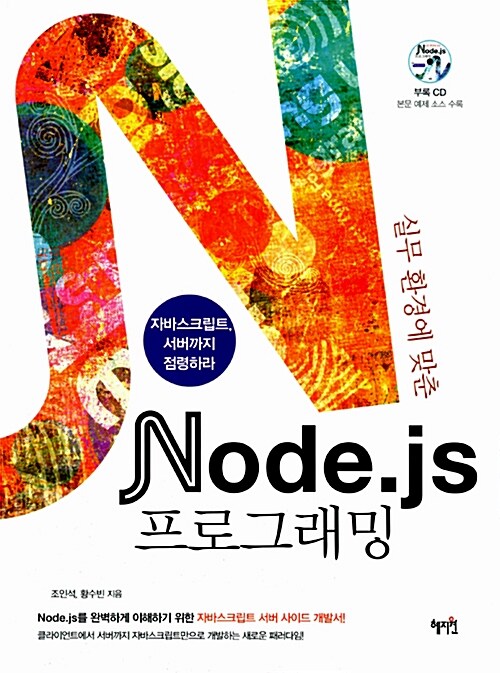 Node.js
부록 CD
본문 예제 소스 수록
실무 환경에 맞춘
자바스크립트,
서버까지
점령하라
Node.js
프로그래밍
조인석, 황수빈 지음
Node.js를 완벽하게 이해하기 위한 자바스크립트 서버 사이드 개발서!
클라이언트에서 서버까지 자바스크립트만으로 개발하는 새로운 패러다임!
혜지원